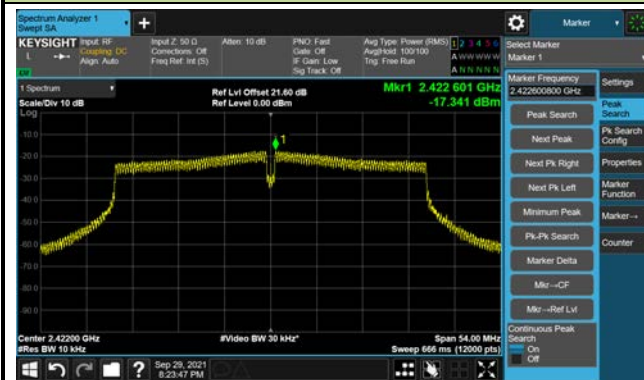 Spectrum Analyzer 1
Swept SA
+
Marker
KEYSIGHT
L
Input: RF
Coupling: DC
Align: Auto
Input Z: 50 Ω
Corrections: Off
Freq Ref: Int (S)
Atten: 10 dB
PNO: Fast
Gate: Off
IF Gain: Low
Sig Track: Off
Avg Type: Power (RMS)
Avg|Hold: 100/100
Trig: Free Run
1 2 3 4 5 6
A W W W W W
A N N N N N
Select Marker
Marker 1
1 Spectrum
Scale/Div 10 dB
Log
Ref Lvl Offset 21.60 dB
Ref Level 0.00 dBm
Mkr1 2.422 601 GHz
-17.341 dBm
1
-10.0
-20.0
-30.0
-40.0
-50.0
-60.0
-70.0
-80.0
-90.0
Center 2.42200 GHz
#Res BW 10 kHz
#Video BW 30 kHz*
Span 54.00 MHz
Sweep 666 ms (12000 pts)
Marker Frequency
2.422600800 GHz
Peak Search
Next Peak
Next Pk Right
Next Pk Left
Minimum Peak
Pk-Pk Search
Marker Delta
Mkr→CF
Mkr→Ref Lvl
Continuous Peak
Search
On
Off
Settings
Peak
Search
Pk Search
Config
Properties
Marker
Function
Marker→
Counter
?
Sep 29, 2021
8:23:47 PM